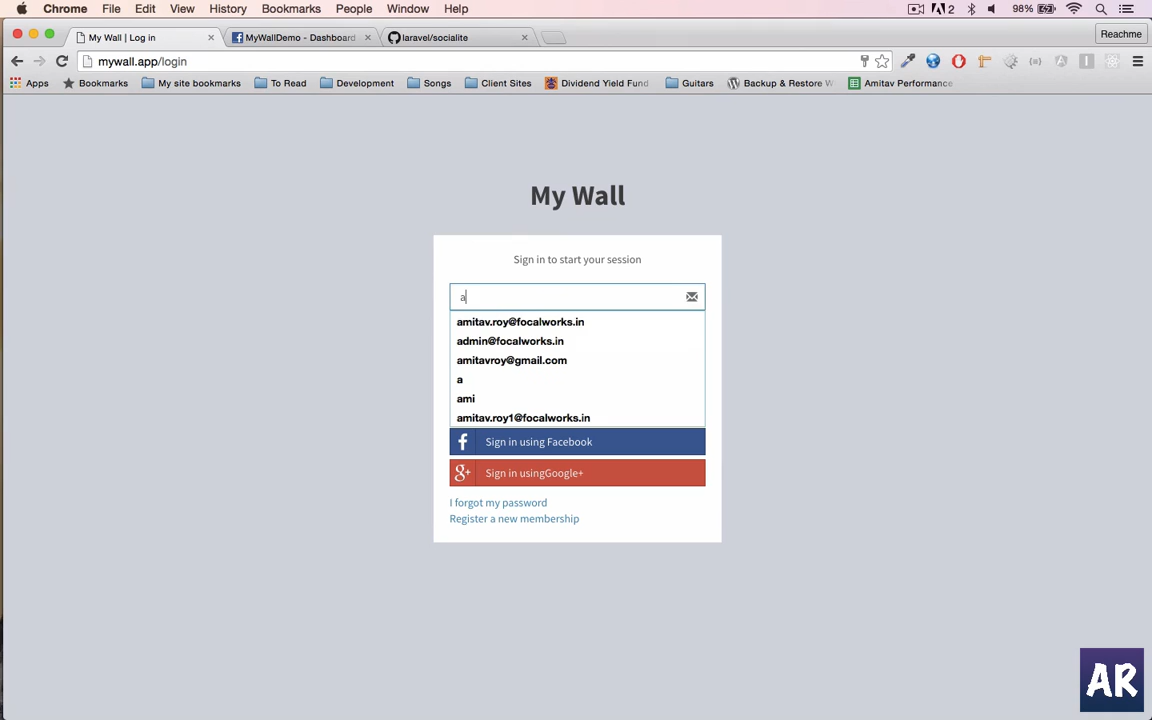 Chrome File Edit View History Bookmarks People Window Help 2 98%
My Wall | Log in MyWallDemo - Dashboard laravel/socialite Reachme
mywall.app/login
Apps Bookmarks My site bookmarks To Read Development Songs Client Sites Dividend Yield Fund Guitars Backup & Restore W Amitav Performance
My Wall
Sign in to start your session
a
amitav.roy@focalworks.in
admin@focalworks.in
amitavroy@gmail.com
a
ami
amitav.roy1@focalworks.in
f Sign in using Facebook
g+ Sign in usingGoogle+
I forgot my password
Register a new membership
AR